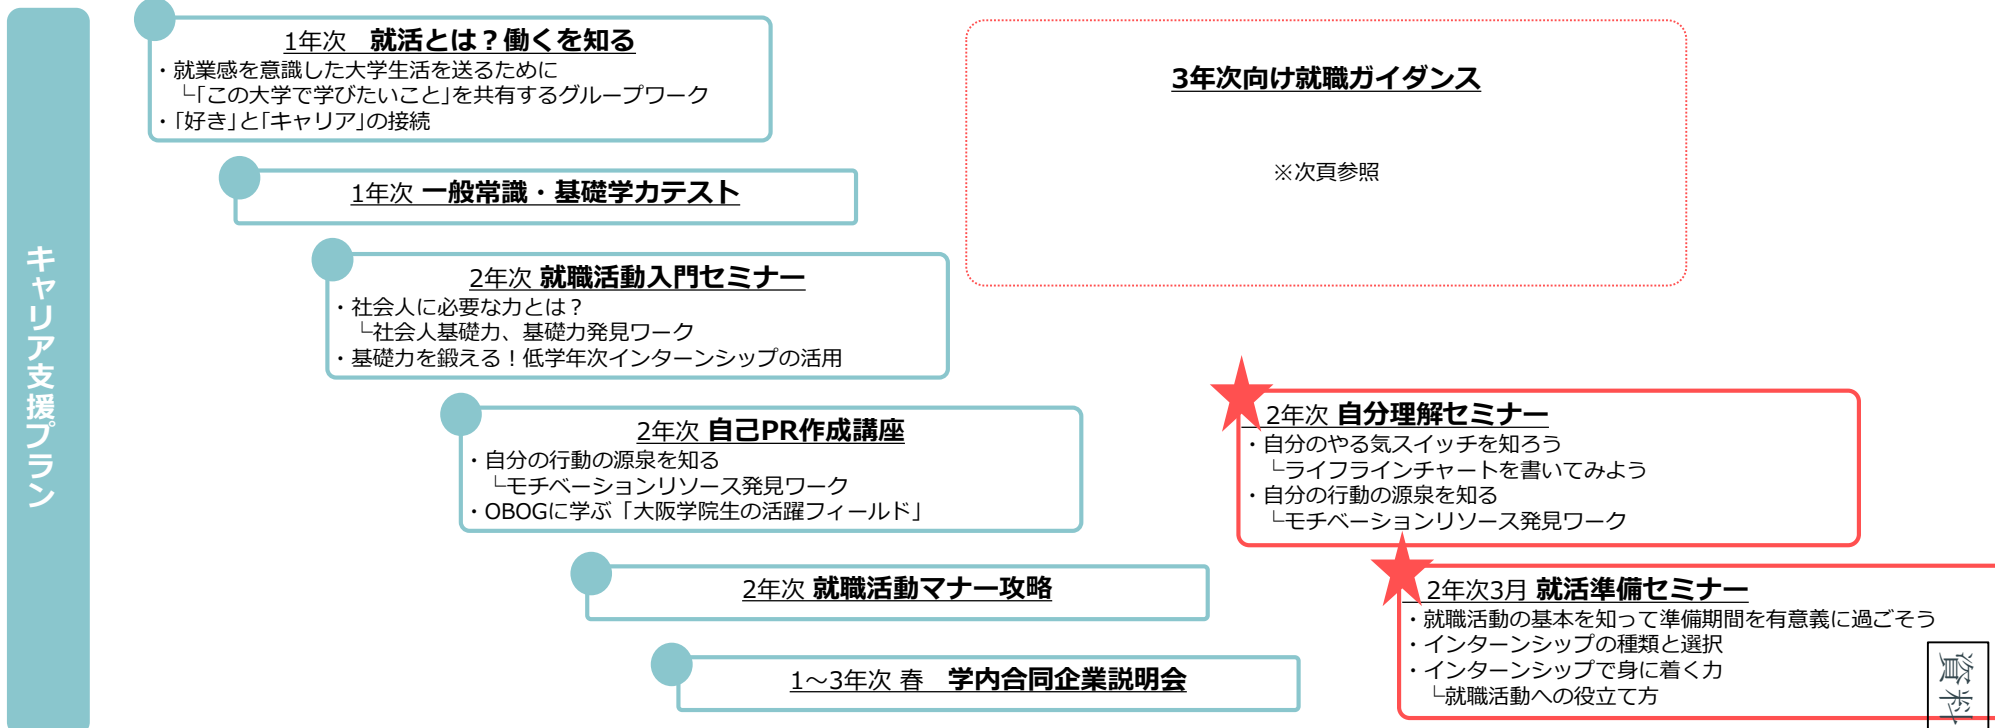 キャリア支援プラン
1年次　就活とは？働くを知る
・就業感を意識した大学生活を送るために
└「この大学で学びたいこと」を共有するグループワーク
・「好き」と「キャリア」の接続
1年次 一般常識・基礎学力テスト
2年次 就職活動入門セミナー
・社会人に必要な力とは？
└社会人基礎力、基礎力発見ワーク
・基礎力を鍛える！低学年次インターンシップの活用
2年次 自己PR作成講座
・自分の行動の源泉を知る
└モチベーションリソース発見ワーク
・OBOGに学ぶ「大阪学院生の活躍フィールド」
2年次 就職活動マナー攻略
1～3年次 春　学内合同企業説明会
3年次向け就職ガイダンス
※次頁参照
2年次 自分理解セミナー
・自分のやる気スイッチを知ろう
└ライフラインチャートを書いてみよう
・自分の行動の源泉を知る
└モチベーションリソース発見ワーク
2年次3月 就活準備セミナー
・就職活動の基本を知って準備期間を有意義に過ごそう
・インターンシップの種類と選択
・インターンシップで身に着く力
└就職活動への役立て方
資料